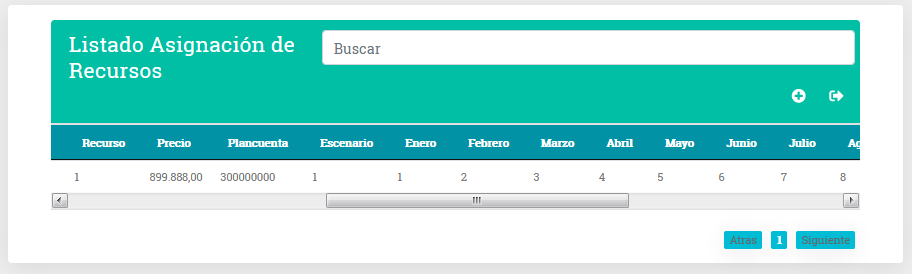 Listado Asignación de
Recursos
Buscar
Recurso Precio Plancuenta Escenario Enero Febrero Marzo Abril Mayo Junio Julio Ag
1 899.888,00 300000000 1 1 2 3 4 5 6 7 8
Atras 1 Siguiente